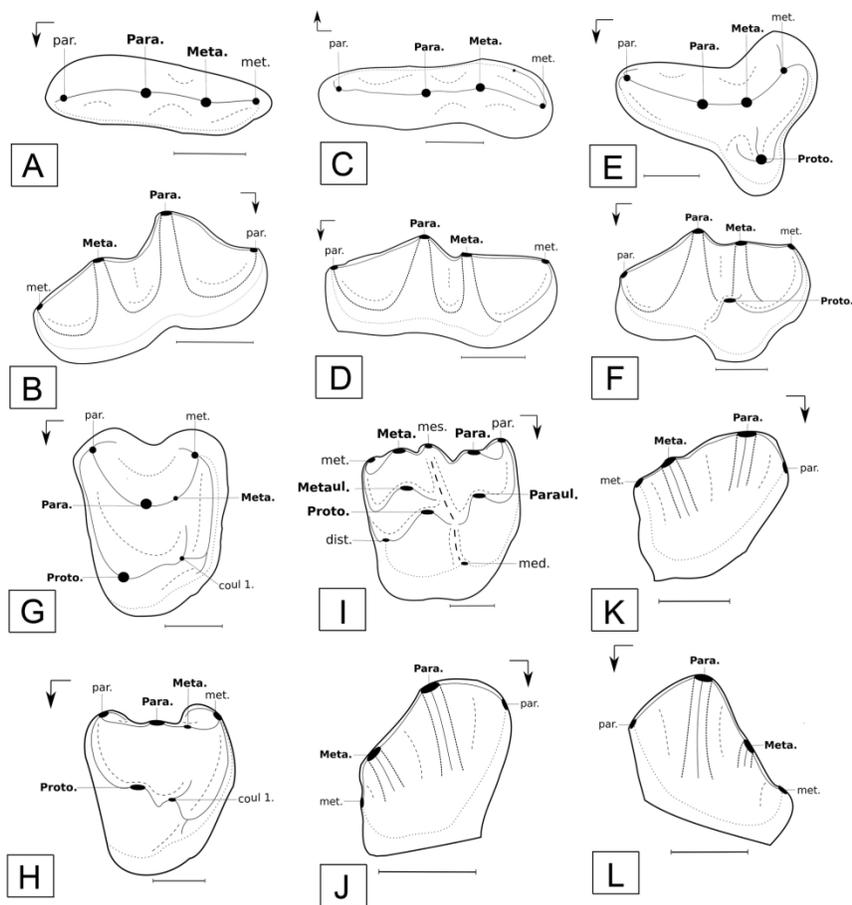 par.
Para.
Meta.
met.
A
par.
Para.
Meta.
met.
C
par.
Para.
Meta.
met.
Proto.
E
Para.
Meta.
par.
met.
B
par.
Para.
Meta.
met.
D
par.
Para.
Meta.
met.
Proto.
F
par.
met.
Para.
Meta.
Proto.
coul 1.
G
met.
Meta.
mes.
Para.
par.
Metaul.
Paraul.
Proto.
dist.
med.
I
Para.
Meta.
met.
par.
K
par.
Para.
Meta.
met.
Proto.
coul 1.
H
Para.
par.
Meta.
met.
J
Para.
par.
Meta.
met.
L